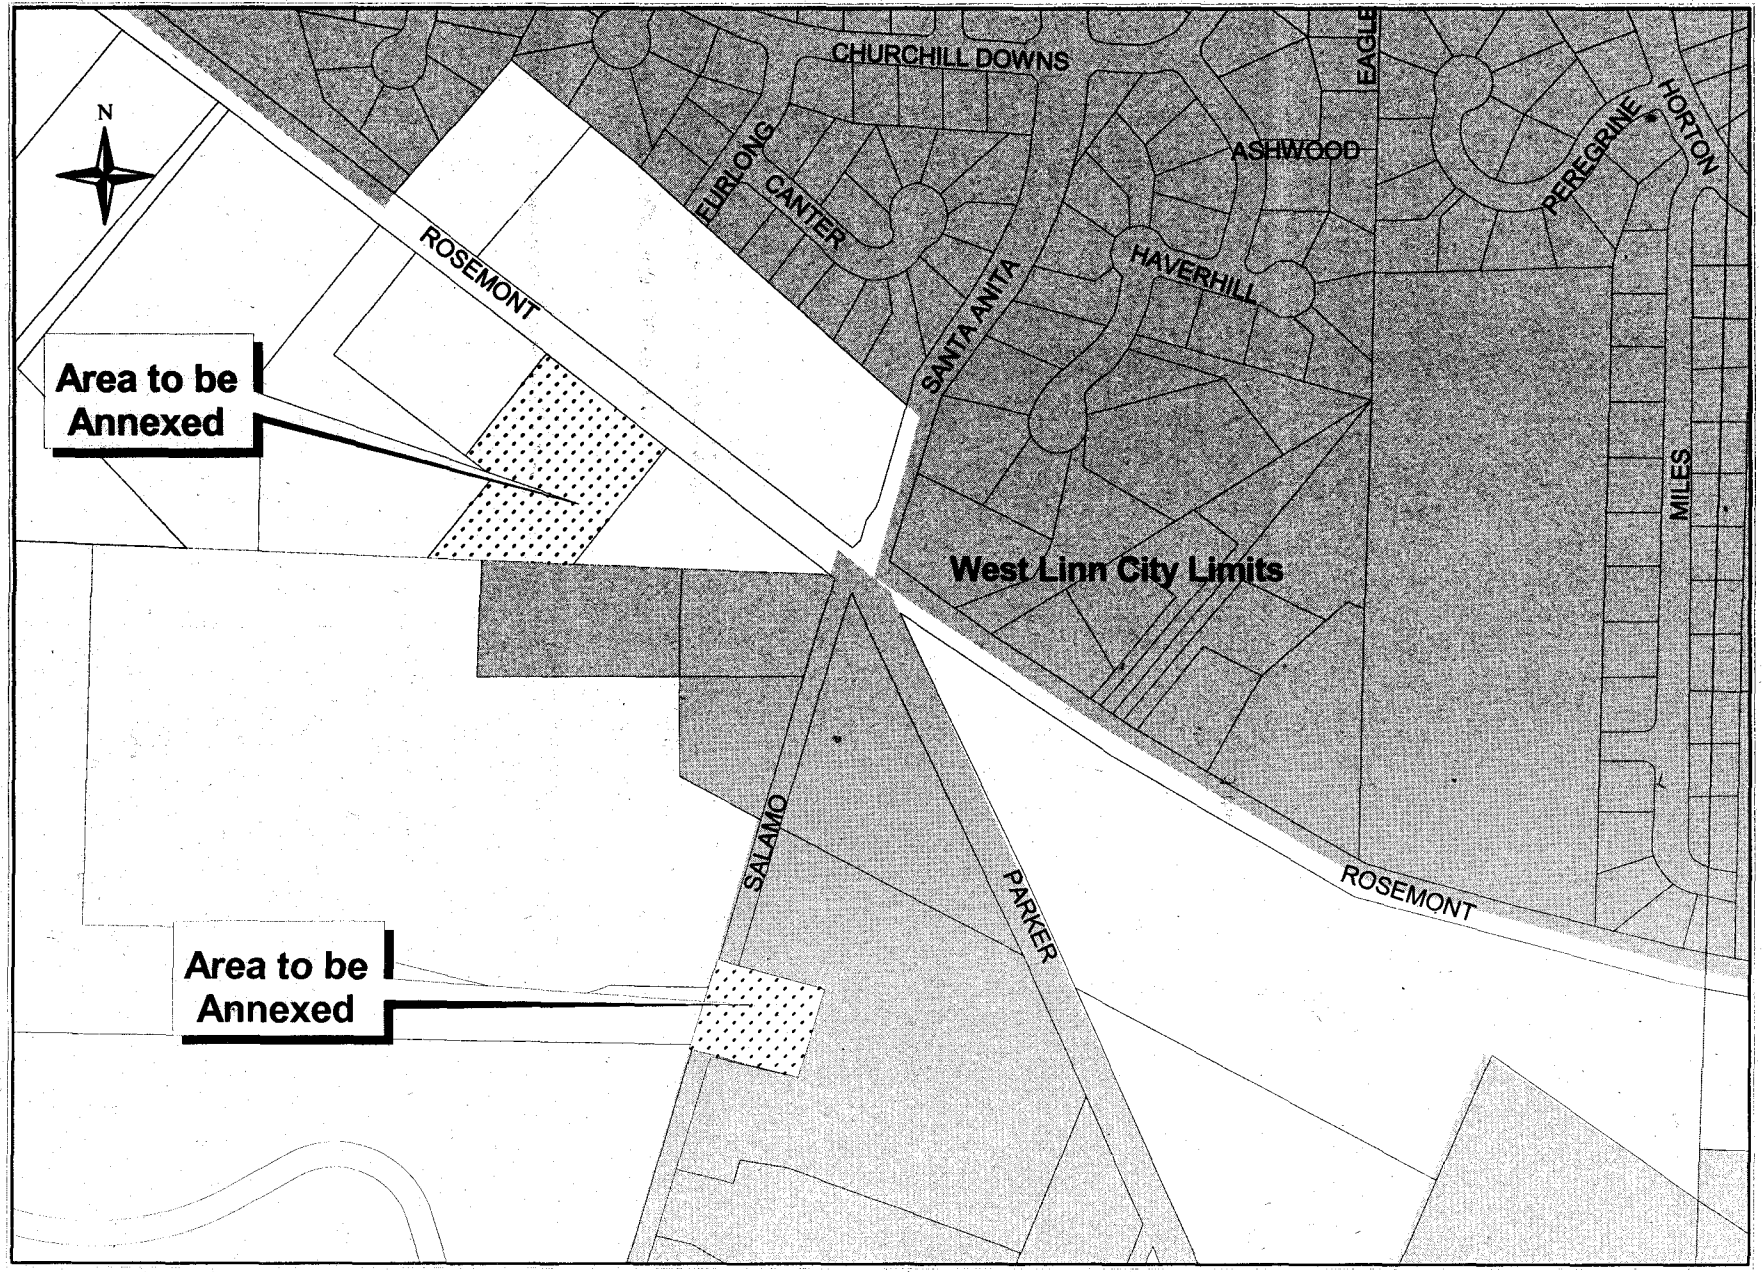 CHURCHILL DOWNS
EAGLE
HORTON
N
FURLONG
ASHWOOD
PEREGRINE
CANTER
ROSEMONT
HAVERHILL
SANTA ANITA
Area to be
Annexed
MILES
West Linn City Limits
SALAMO
PARKER
ROSEMONT
Area to be
Annexed